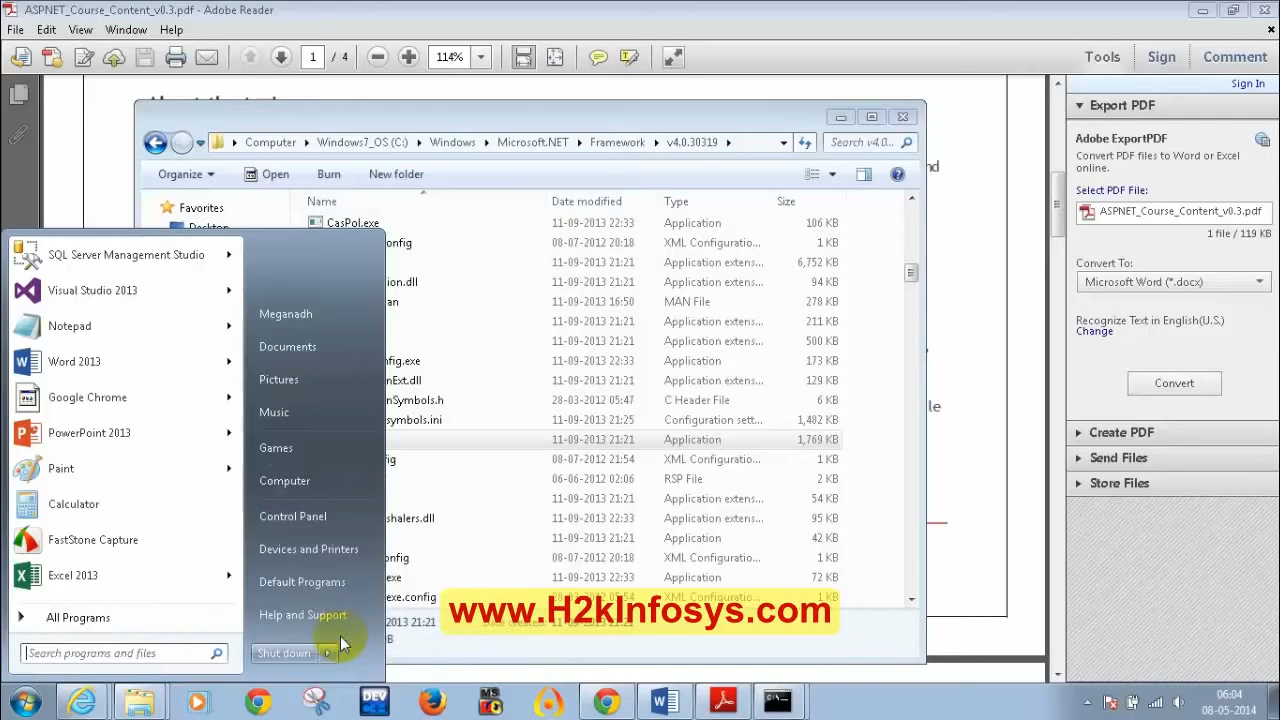 ASPNET_Course_Content_v0.3.pdf - Adobe Reader
File Edit View Window Help
1 / 4 114% Tools Sign Comment
Sign In
Export PDF
Adobe ExportPDF
Convert PDF files to Word or Excel
online.
Select PDF File:
ASPNET_Course_Content_v0.3.pdf
1 file / 119 KB
Convert To:
Microsoft Word (*.docx)
Recognize Text in English(U.S.)
Change
Convert
Create PDF
Send Files
Store Files
Computer Windows7_OS (C:) Windows Microsoft.NET Framework v4.0.30319 Search v4.0...
Organize Open Burn New folder
Name Date modified Type Size
Favorites
Desktop
CasPol.exe 11-09-2013 22:33 Application 106 KB
onfig 08-07-2012 20:18 XML Configuratio... 1 KB
11-09-2013 21:21 Application extens... 6,752 KB
ion.dll 11-09-2013 21:21 Application extens... 94 KB
an 11-09-2013 16:50 MAN File 278 KB
11-09-2013 21:21 Application extens... 211 KB
11-09-2013 21:21 Application extens... 500 KB
nfig.exe 11-09-2013 22:33 Application 173 KB
nExt.dll 11-09-2013 21:21 Application extens... 129 KB
nSymbols.h 28-03-2012 05:47 C Header File 6 KB
symbols.ini 11-09-2013 21:25 Configuration sett... 1,482 KB
11-09-2013 21:21 Application 1,769 KB
fig 08-07-2012 21:54 XML Configuratio... 1 KB
06-06-2012 02:06 RSP File 2 KB
11-09-2013 21:21 Application extens... 54 KB
shalers.dll 11-09-2013 22:33 Application extens... 95 KB
11-09-2013 21:21 Application 42 KB
onfig 08-07-2012 20:18 XML Configuratio... 1 KB
exe 11-09-2013 22:33 Application 72 KB
exe.config
21:21
SQL Server Management Studio
Visual Studio 2013
Notepad
Word 2013
Google Chrome
PowerPoint 2013
Paint
Calculator
FastStone Capture
Excel 2013
All Programs
Search programs and files
Meganadh
Documents
Pictures
Music
Games
Computer
Control Panel
Devices and Printers
Default Programs
Help and Support
Shut down
www.H2kInfosys.com
DEV
MS
06:04
08-05-2014